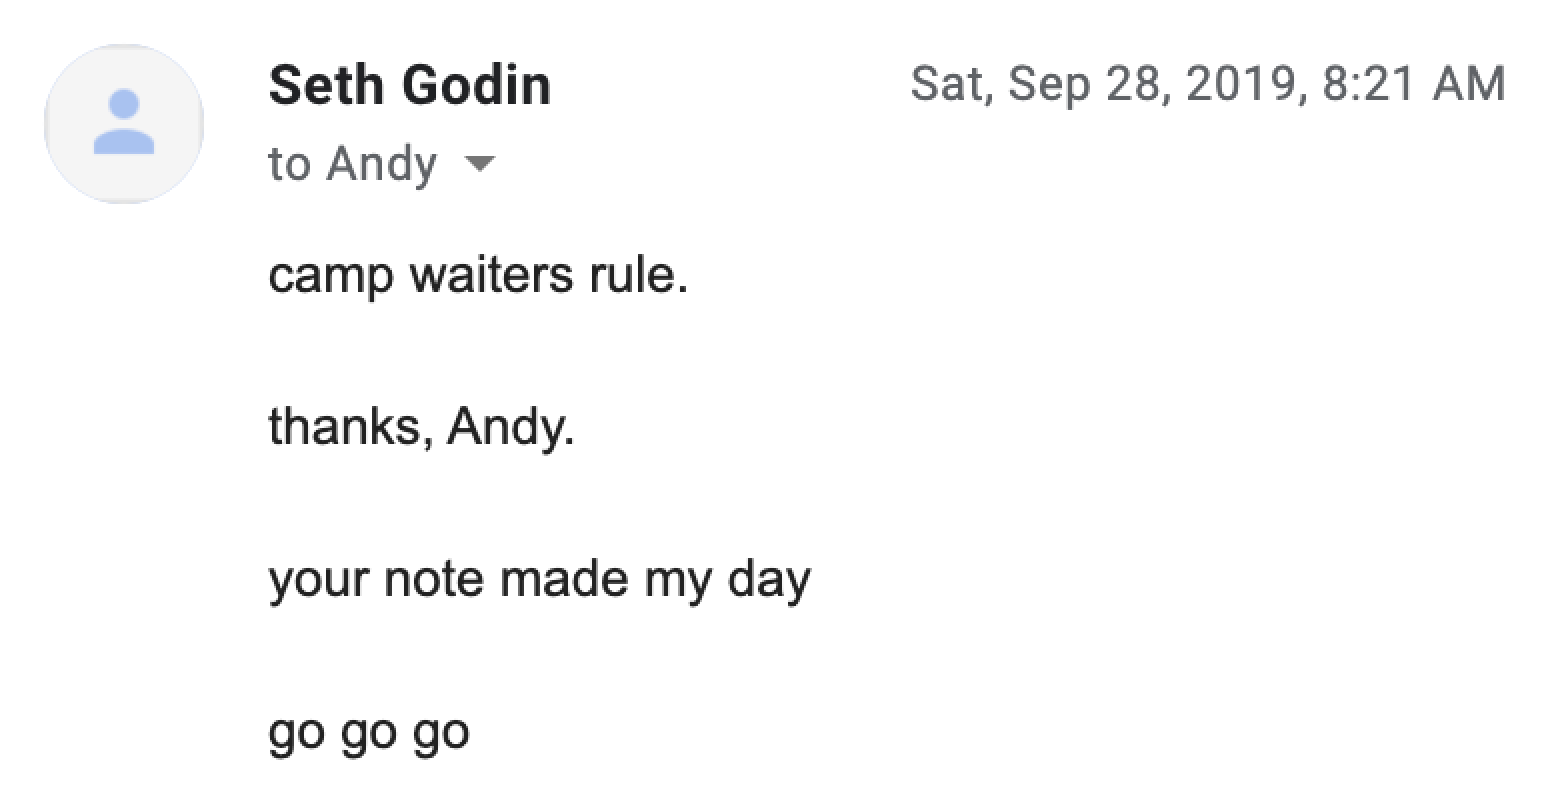 Seth Godin
Sat, Sep 28, 2019, 8:21 AM
to Andy
camp waiters rule.
thanks, Andy.
your note made my day
go go go